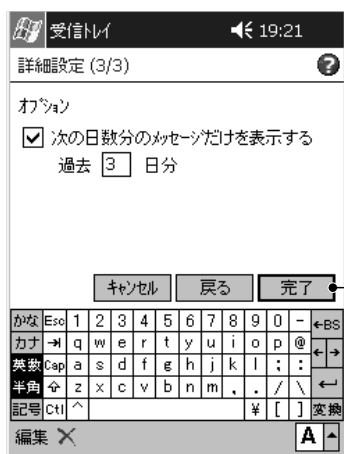 受信トレイ 19:21
詳細設定 (3/3) ?
ｵﾌﾟｼｮﾝ
次の日数分のﾒｯｾｰｼﾞだけを表示する
過去 3 日分
ｷｬﾝｾﾙ 戻る 完了
かな Esc 1 2 3 4 5 6 7 8 9 0 - ←BS
カナ →| q w e r t y u i o p @ ← →
英数 Cap a s d f g h j k l ; :
半角 ⇧ z x c v b n m , . / \ ↵
記号 Ctl ^ ¥ [ ] 変換
編集 A